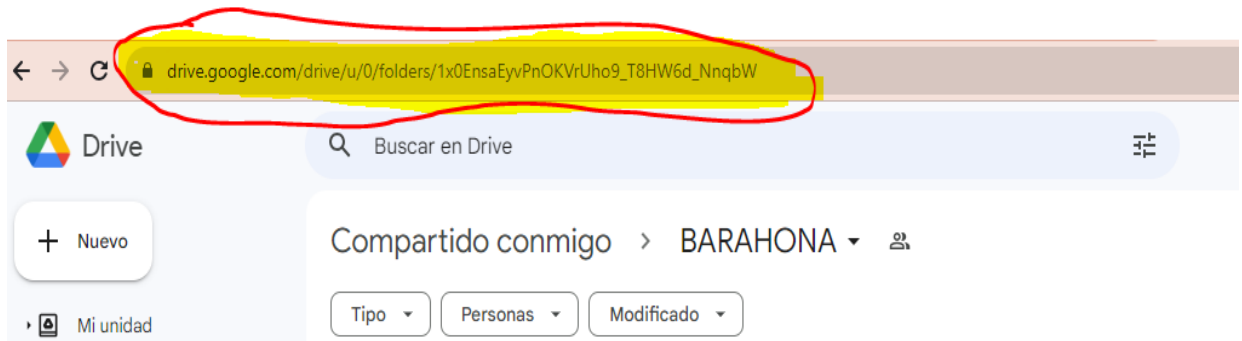 drive.google.com/drive/u/0/folders/1x0EnsaEyvPnOKVrUho9_T8HW6d_NnqbW
Drive
Buscar en Drive
Nuevo
Compartido conmigo > BARAHONA
Tipo Personas Modificado
Mi unidad